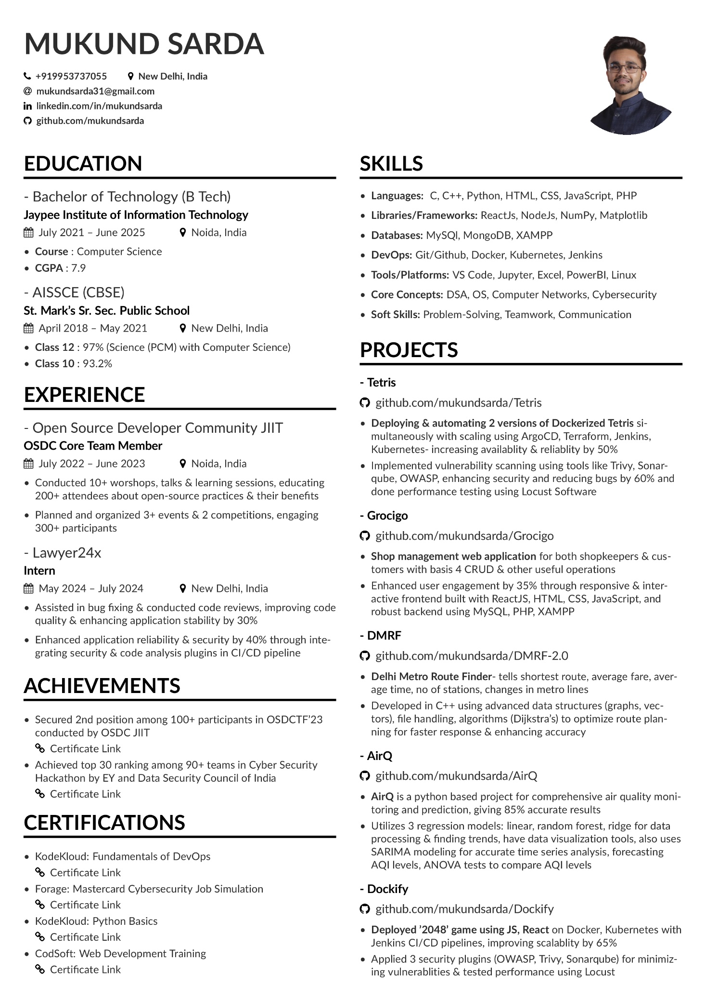 MUKUND SARDA
+919953737055 New Delhi, India
@ mukundsarda31@gmail.com
in linkedin.com/in/mukundsarda
github.com/mukundsarda
EDUCATION
- Bachelor of Technology (B Tech)
Jaypee Institute of Information Technology
July 2021 – June 2025 Noida, India
• Course : Computer Science
• CGPA : 7.9
- AISSCE (CBSE)
St. Mark’s Sr. Sec. Public School
April 2018 – May 2021 New Delhi, India
• Class 12 : 97% (Science (PCM) with Computer Science)
• Class 10 : 93.2%
EXPERIENCE
- Open Source Developer Community JIIT
OSDC Core Team Member
July 2022 – June 2023 Noida, India
• Conducted 10+ worshops, talks & learning sessions, educating
200+ attendees about open-source practices & their benefits
• Planned and organized 3+ events & 2 competitions, engaging
300+ participants
- Lawyer24x
Intern
May 2024 – July 2024 New Delhi, India
• Assisted in bug fixing & conducted code reviews, improving code
quality & enhancing application stability by 30%
• Enhanced application reliability & security by 40% through inte-
grating security & code analysis plugins in CI/CD pipeline
ACHIEVEMENTS
• Secured 2nd position among 100+ participants in OSDCTF’23
conducted by OSDC JIIT
Certificate Link
• Achieved top 30 ranking among 90+ teams in Cyber Security
Hackathon by EY and Data Security Council of India
Certificate Link
CERTIFICATIONS
• KodeKloud: Fundamentals of DevOps
Certificate Link
• Forage: Mastercard Cybersecurity Job Simulation
Certificate Link
• KodeKloud: Python Basics
Certificate Link
• CodSoft: Web Development Training
Certificate Link
SKILLS
• Languages: C, C++, Python, HTML, CSS, JavaScript, PHP
• Libraries/Frameworks: ReactJs, NodeJs, NumPy, Matplotlib
• Databases: MySQl, MongoDB, XAMPP
• DevOps: Git/Github, Docker, Kubernetes, Jenkins
• Tools/Platforms: VS Code, Jupyter, Excel, PowerBI, Linux
• Core Concepts: DSA, OS, Computer Networks, Cybersecurity
• Soft Skills: Problem-Solving, Teamwork, Communication
PROJECTS
- Tetris
github.com/mukundsarda/Tetris
• Deploying & automating 2 versions of Dockerized Tetris si-
multaneously with scaling using ArgoCD, Terraform, Jenkins,
Kubernetes- increasing availablity & reliablity by 50%
• Implemented vulnerability scanning using tools like Trivy, Sonar-
qube, OWASP, enhancing security and reducing bugs by 60% and
done performance testing using Locust Software
- Grocigo
github.com/mukundsarda/Grocigo
• Shop management web application for both shopkeepers & cus-
tomers with basis 4 CRUD & other useful operations
• Enhanced user engagement by 35% through responsive & inter-
active frontend built with ReactJS, HTML, CSS, JavaScript, and
robust backend using MySQL, PHP, XAMPP
- DMRF
github.com/mukundsarda/DMRF-2.0
• Delhi Metro Route Finder- tells shortest route, average fare, aver-
age time, no of stations, changes in metro lines
• Developed in C++ using advanced data structures (graphs, vec-
tors), file handling, algorithms (Dijkstra’s) to optimize route plan-
ning for faster response & enhancing accuracy
- AirQ
github.com/mukundsarda/AirQ
• AirQ is a python based project for comprehensive air quality moni-
toring and prediction, giving 85% accurate results
• Utilizes 3 regression models: linear, random forest, ridge for data
processing & finding trends, have data visualization tools, also uses
SARIMA modeling for accurate time series analysis, forecasting
AQI levels, ANOVA tests to compare AQI levels
- Dockify
github.com/mukundsarda/Dockify
• Deployed ’2048’ game using JS, React on Docker, Kubernetes with
Jenkins CI/CD pipelines, improving scalablity by 65%
• Applied 3 security plugins (OWASP, Trivy, Sonarqube) for minimiz-
ing vulnerablities & tested performance using Locust